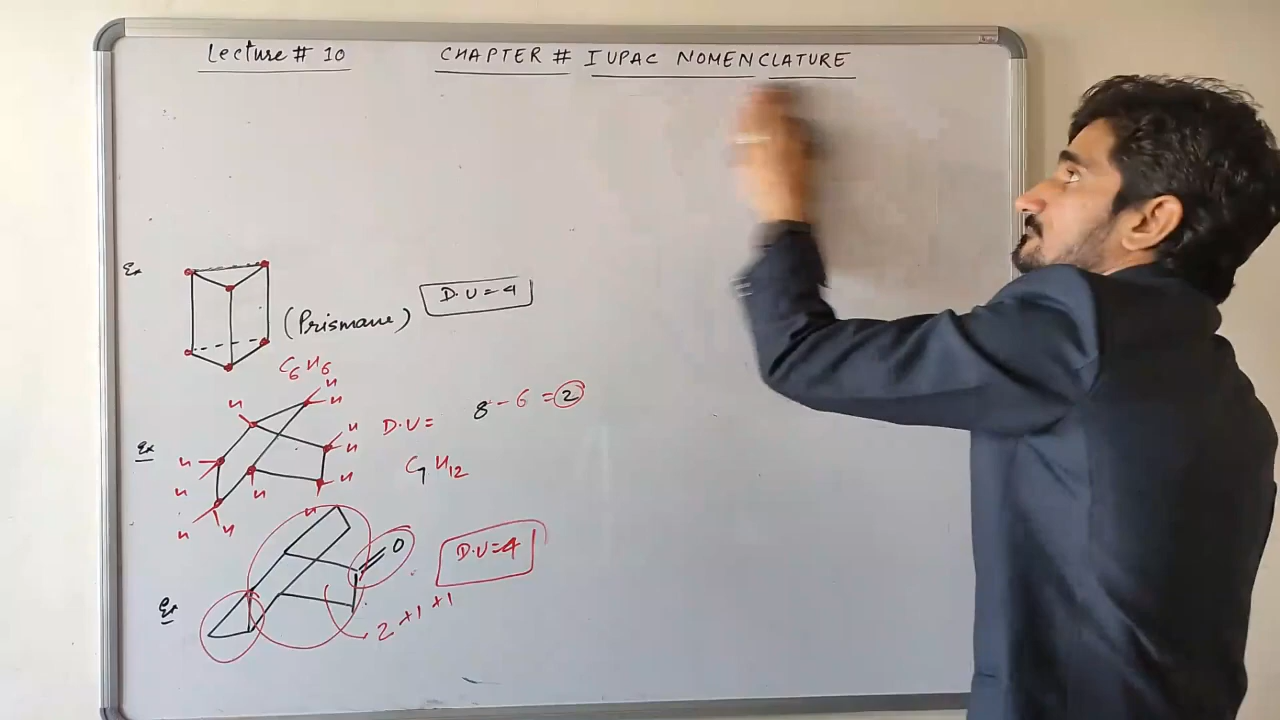 Lecture # 10
CHAPTER # IUPAC NOMENCLATURE
Ex
(Prismane)
D.U = 4
C6H6
H
H
H
Ex
H
H
H
H
H
H
H
H
H
D.U =
8 - 6 = 2
C7H12
Ex
O
D.U = 4
2 + 1 + 1